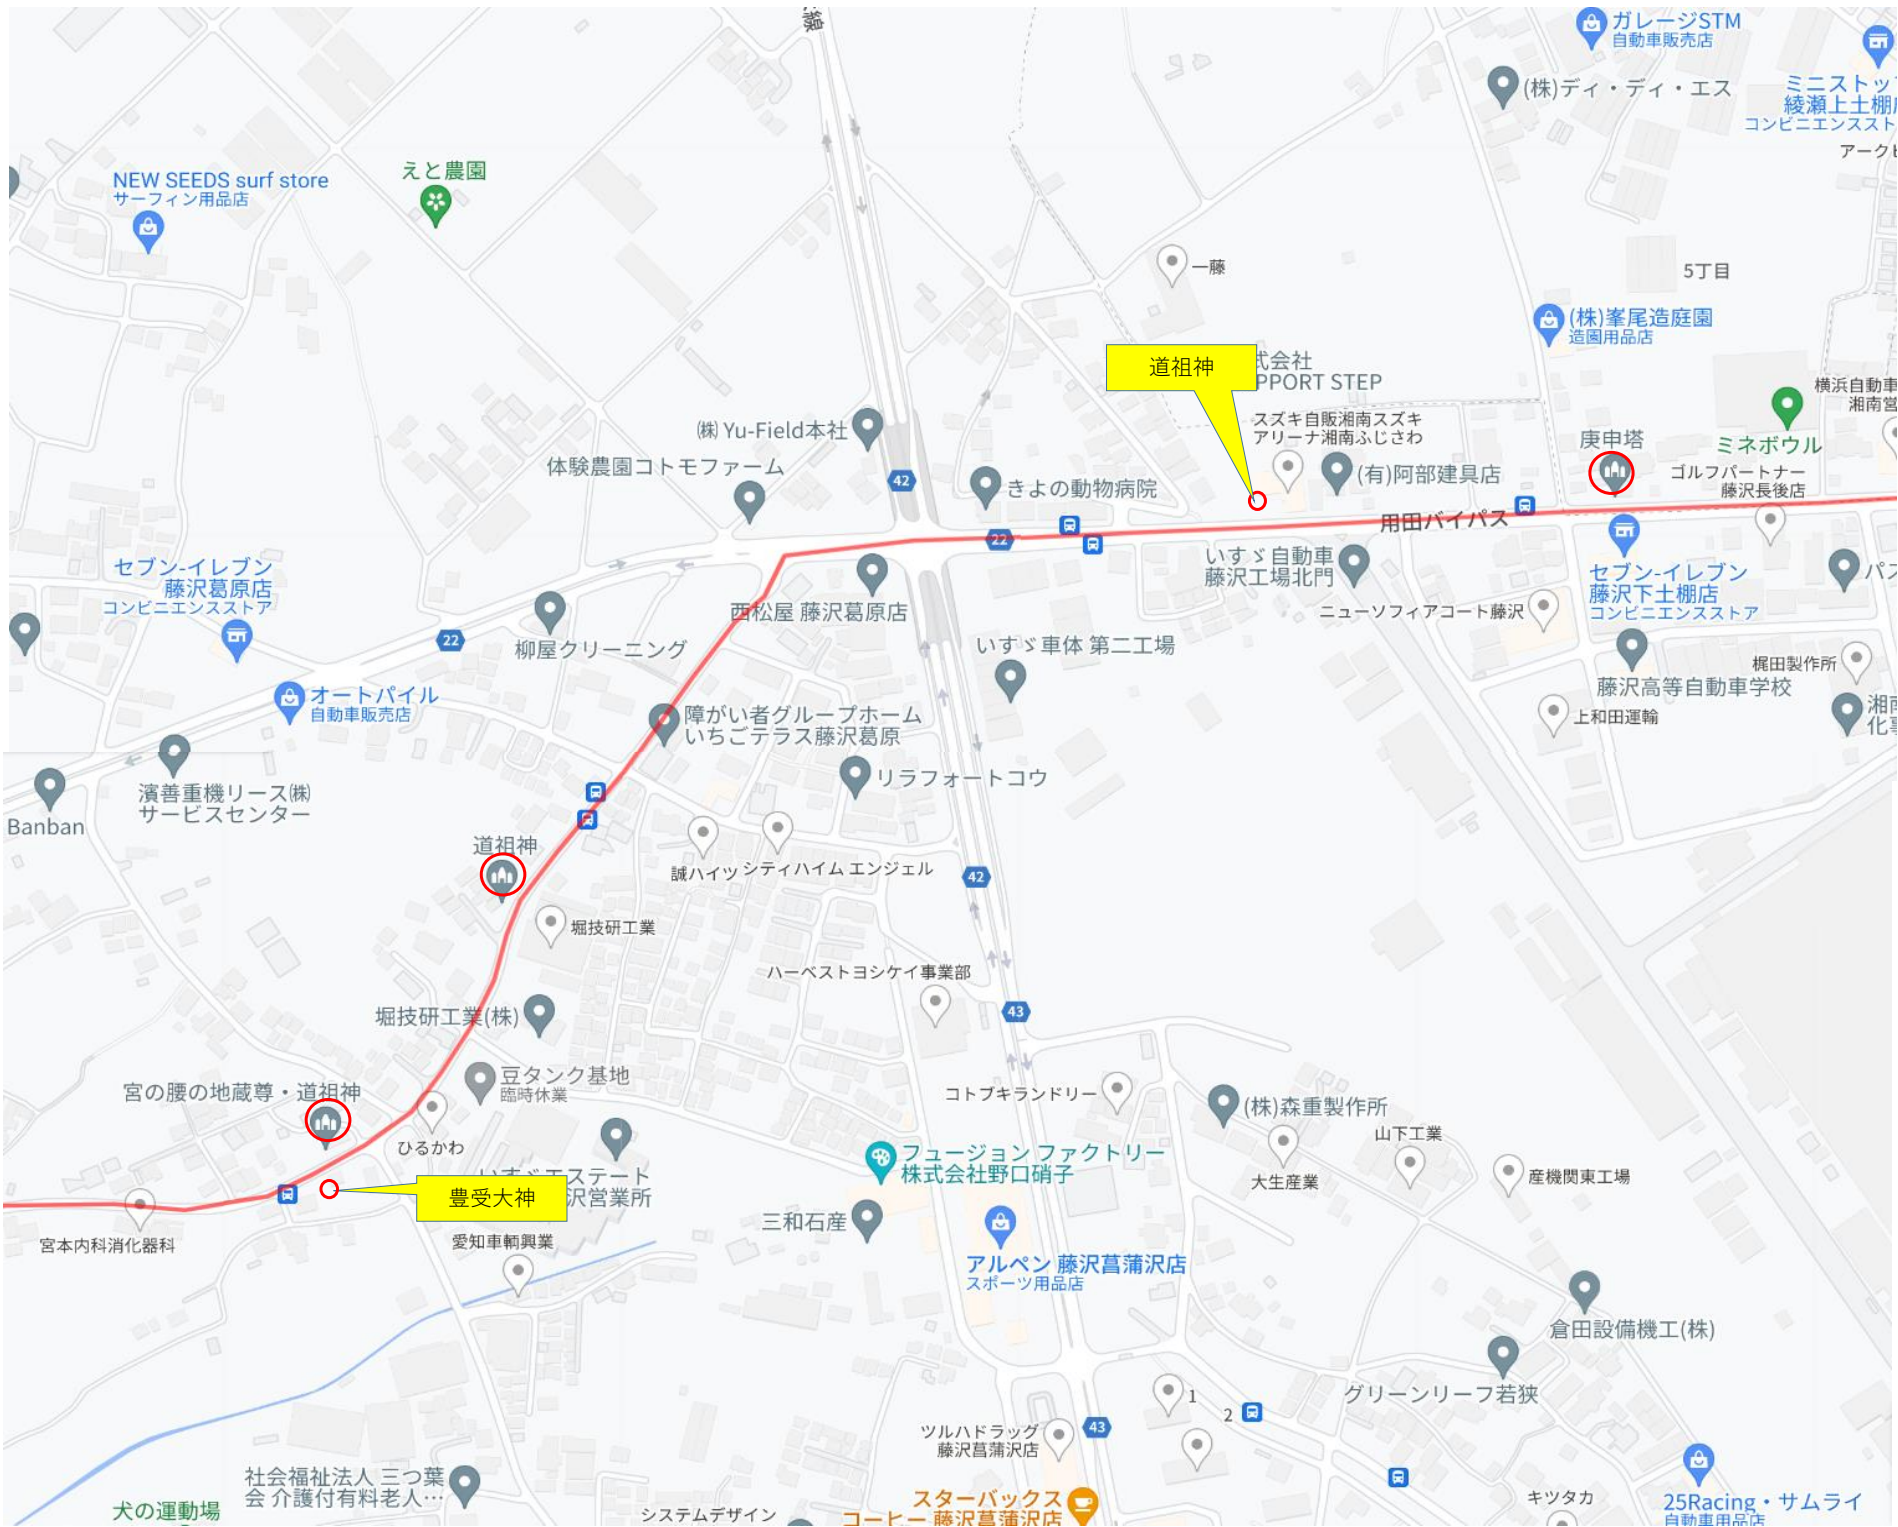 ガレージSTM
自動車販売店
(株)ディ・ディ・エス
ミニストッ
綾瀬上土棚
コンビニエンススト
NEW SEEDS surf store
サーフィン用品店
えと農園
一藤
5丁目
(株)峯尾造庭園
造園用品店
道祖神
式会社
PPORT STEP
スズキ自販湘南スズキ
アリーナ湘南ふじさわ
(有)阿部建具店
庚申塔
ミネボウル
横浜自動車
湘南営
ゴルフパートナー
藤沢長後店
㈱ Yu-Field本社
体験農園コトモファーム
42
きよの動物病院
用田バイパス
22
セブン-イレブン
藤沢葛原店
コンビニエンスストア
西松屋 藤沢葛原店
いすゞ自動車
藤沢工場北門
セブン-イレブン
藤沢下土棚店
コンビニエンスストア
パス
ニューソフィアコート藤沢
22
柳屋クリーニング
いすゞ車体 第二工場
梶田製作所
藤沢高等自動車学校
上和田運輸
湘南
化
オートパイル
自動車販売店
障がい者グループホーム
いちごテラス藤沢葛原
リラフォートコウ
濱善重機リース㈱
サービスセンター
Banban
道祖神
誠ハイツ
シティハイム エンジェル
42
堀技研工業
ハーベストヨシケイ事業部
堀技研工業(株)
43
豆タンク基地
臨時休業
宮の腰の地蔵尊・道祖神
コトブキランドリー
(株)森重製作所
山下工業
ひるかわ
いすゞエステート
沢営業所
豊受大神
フュージョン ファクトリー
株式会社野口硝子
大生産業
産機関東工場
三和石産
宮本内科消化器科
愛知車輌興業
アルペン 藤沢菖蒲沢店
スポーツ用品店
倉田設備機工(株)
グリーンリーフ若狭
1
2
ツルハドラッグ
藤沢菖蒲沢店
43
社会福祉法人 三つ葉
会 介護付有料老人…
犬の運動場
システムデザイン
スターバックス
コーヒー 藤沢菖蒲沢店
キツタカ
25Racing・サムライ
自動車用品店